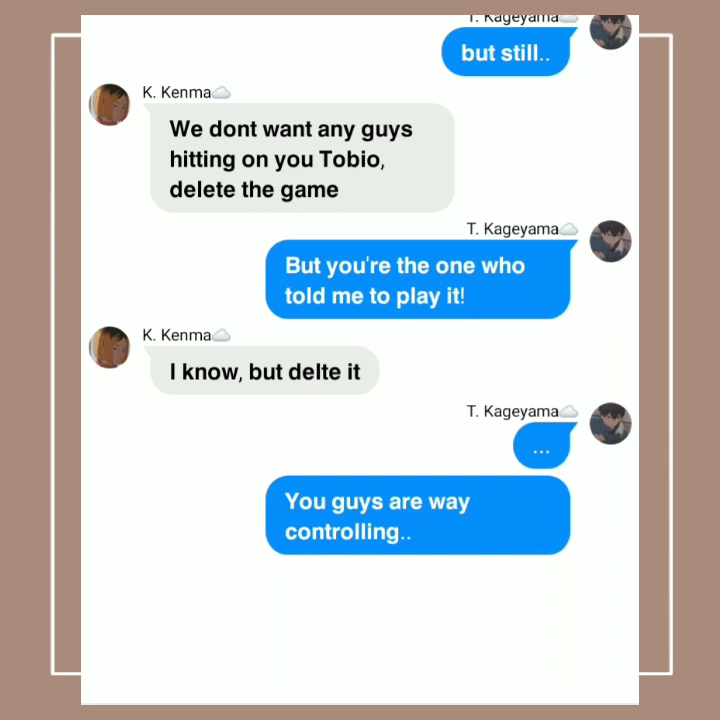 T. Kageyama☁️
but still..
K. Kenma☁️
We dont want any guys
hitting on you Tobio,
delete the game
T. Kageyama☁️
But you're the one who
told me to play it!
K. Kenma☁️
I know, but delte it
T. Kageyama☁️
...
You guys are way
controlling..